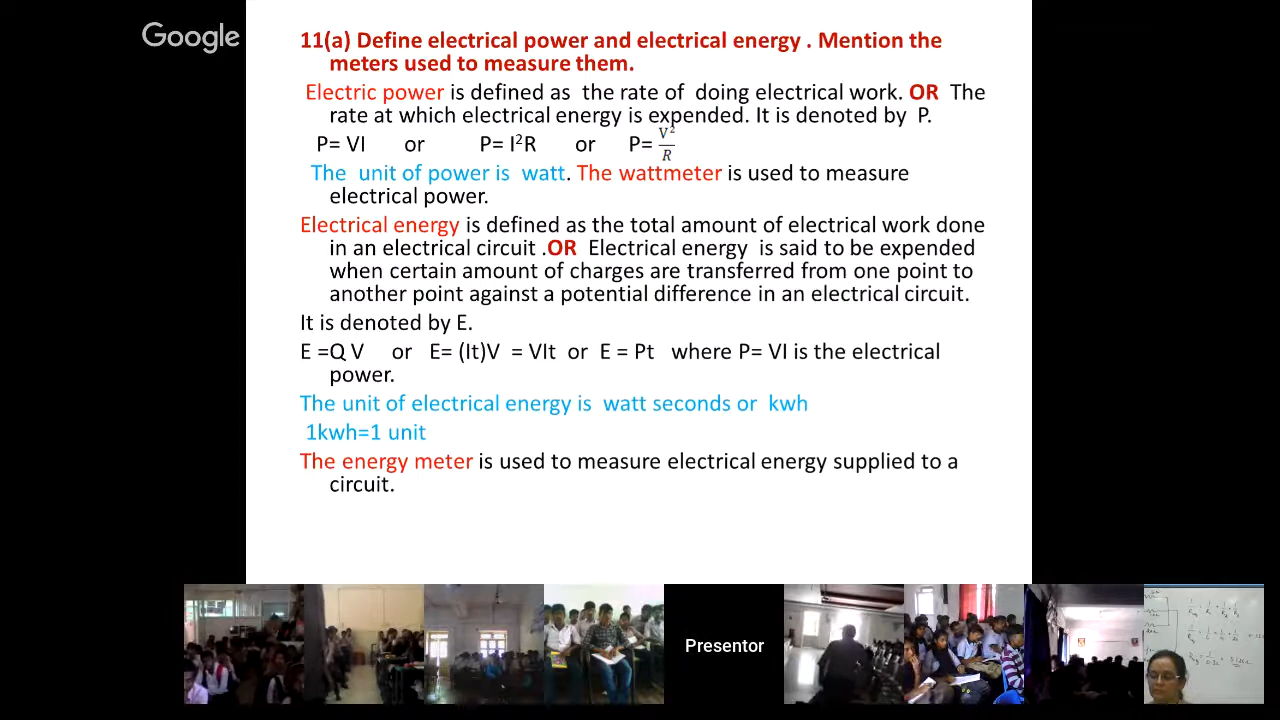 Google
11(a) Define electrical power and electrical energy . Mention the
meters used to measure them.
Electric power is defined as the rate of doing electrical work. OR The
rate at which electrical energy is expended. It is denoted by P.
P= VI or P= I²R or P= V²/R
The unit of power is watt. The wattmeter is used to measure
electrical power.
Electrical energy is defined as the total amount of electrical work done
in an electrical circuit .OR Electrical energy is said to be expended
when certain amount of charges are transferred from one point to
another point against a potential difference in an electrical circuit.
It is denoted by E.
E =Q V or E= (It)V = VIt or E = Pt where P= VI is the electrical
power.
The unit of electrical energy is watt seconds or kwh
1kwh=1 unit
The energy meter is used to measure electrical energy supplied to a
circuit.
Presentor